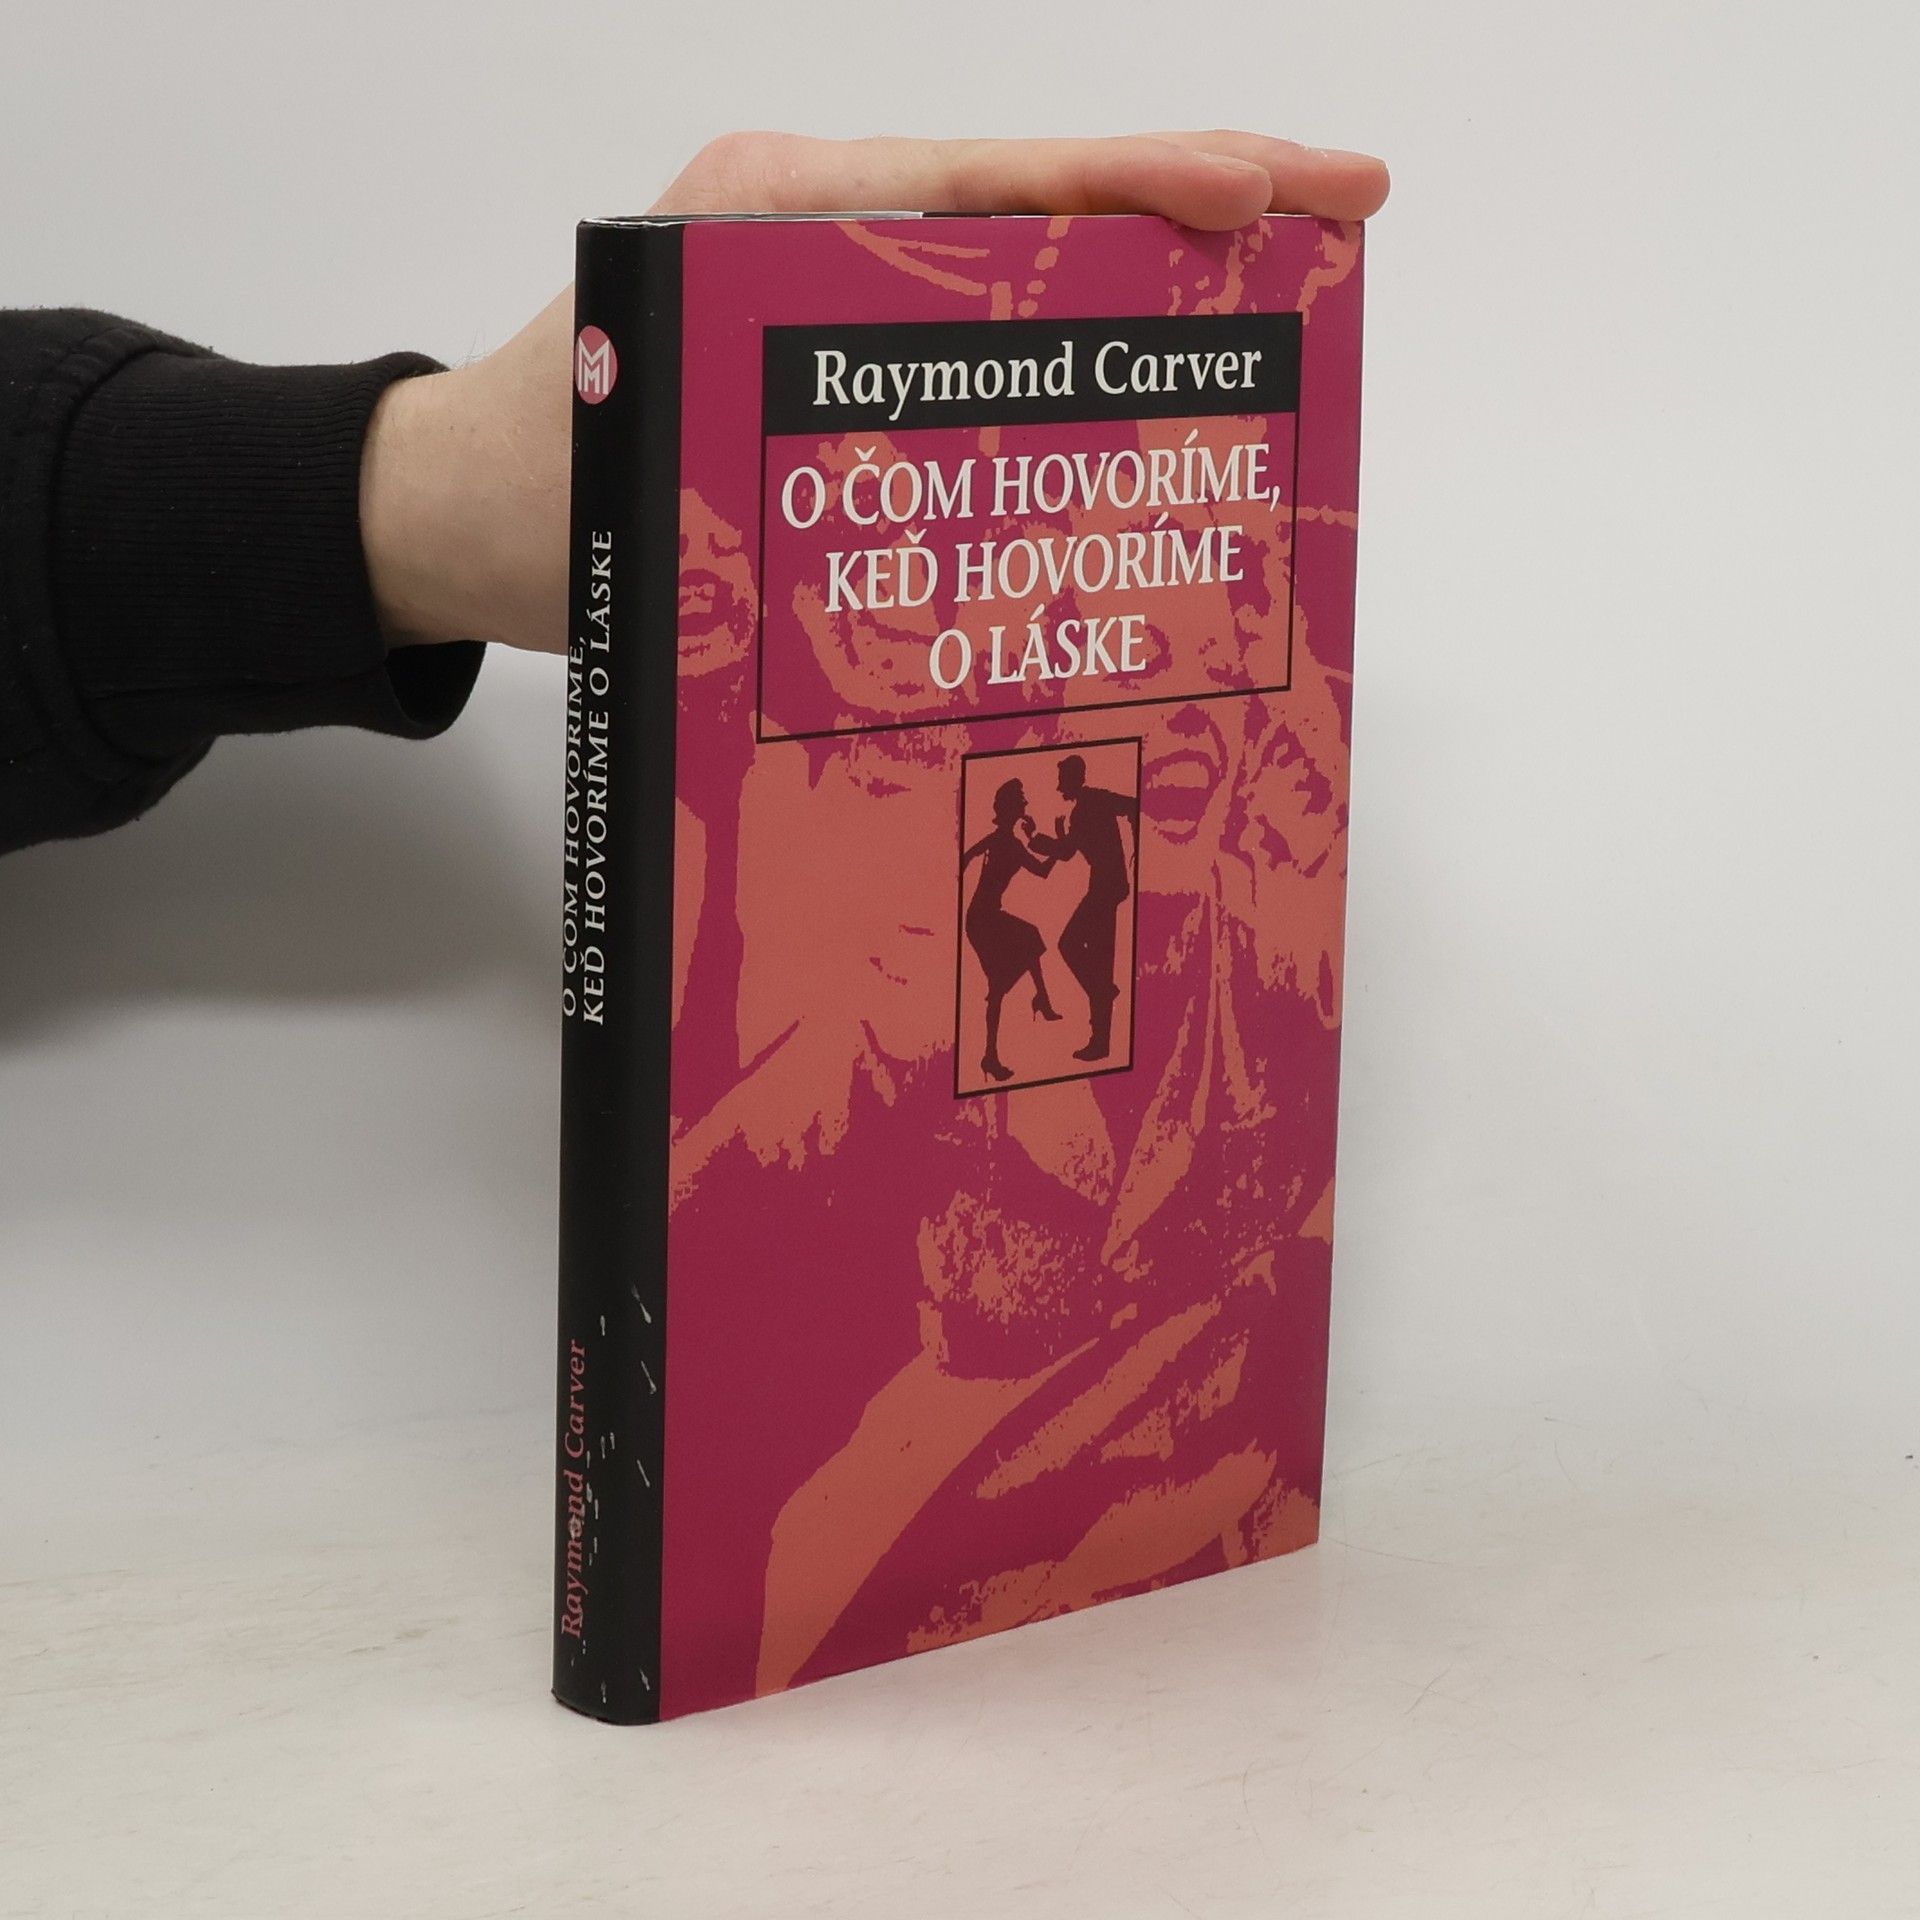 Raymond Carver
O ČOM HOVORÍME,
KEĎ HOVORÍME
O LÁSKE
O ČOM HOVORÍME,
KEĎ HOVORÍME O LÁSKE
Raymond Carver